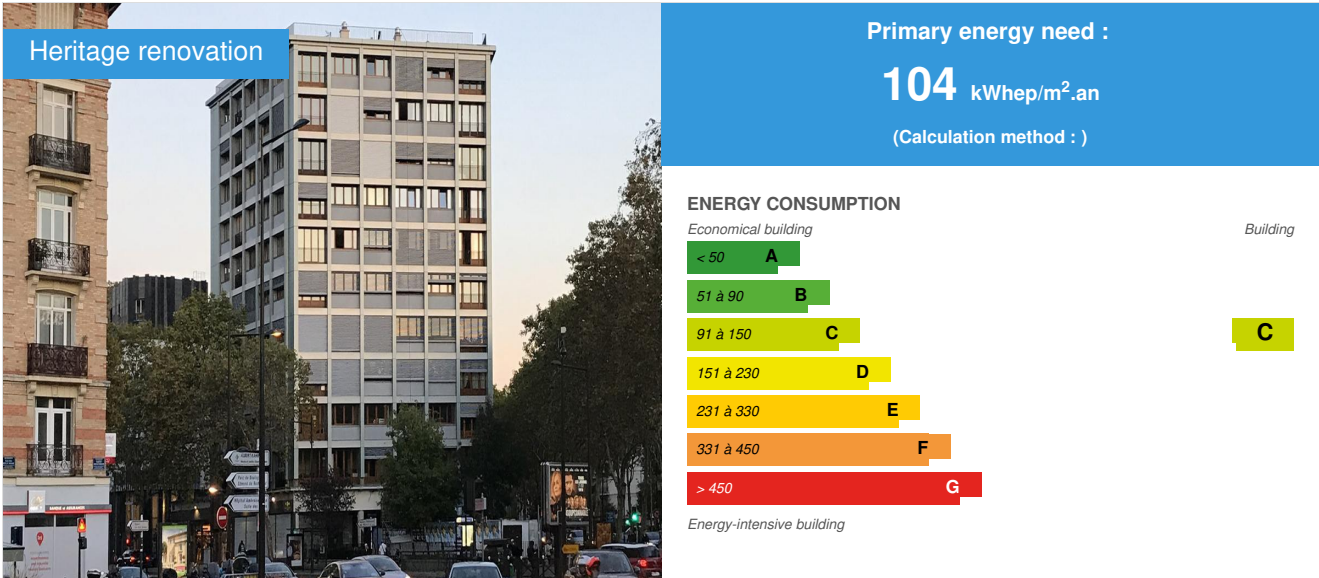 Heritage renovation
Primary energy need :
104 kWhep/m².an
(Calculation method : )
ENERGY CONSUMPTION
Economical building
Building
< 50 A
51 à 90 B
91 à 150 C
C
151 à 230 D
231 à 330 E
331 à 450 F
> 450 G
Energy-intensive building